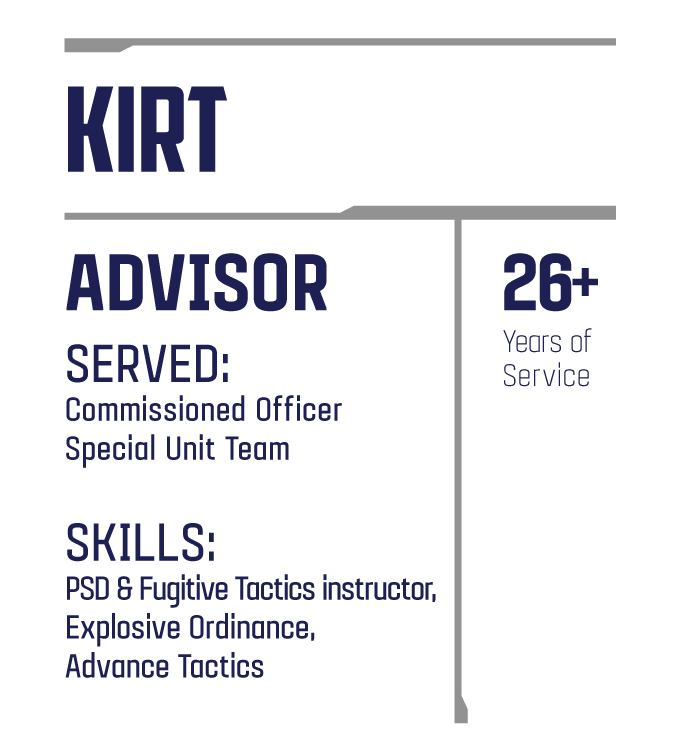 KIRT
ADVISOR
SERVED:
Commissioned Officer
Special Unit Team
SKILLS:
PSD & Fugitive Tactics instructor,
Explosive Ordinance,
Advance Tactics
26+
Years of
Service